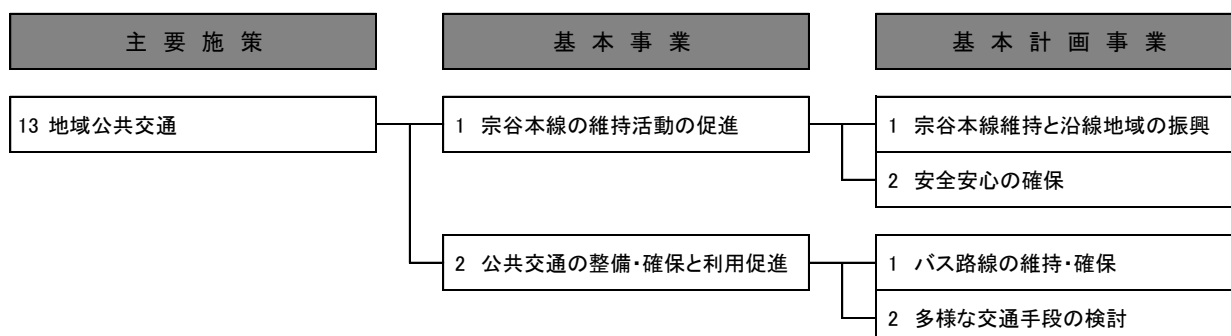 主要施策
基本事業
基本計画事業
13 地域公共交通
1 宗谷本線の維持活動の促進
1 宗谷本線維持と沿線地域の振興
2 安全安心の確保
2 公共交通の整備・確保と利用促進
1 バス路線の維持・確保
2 多様な交通手段の検討